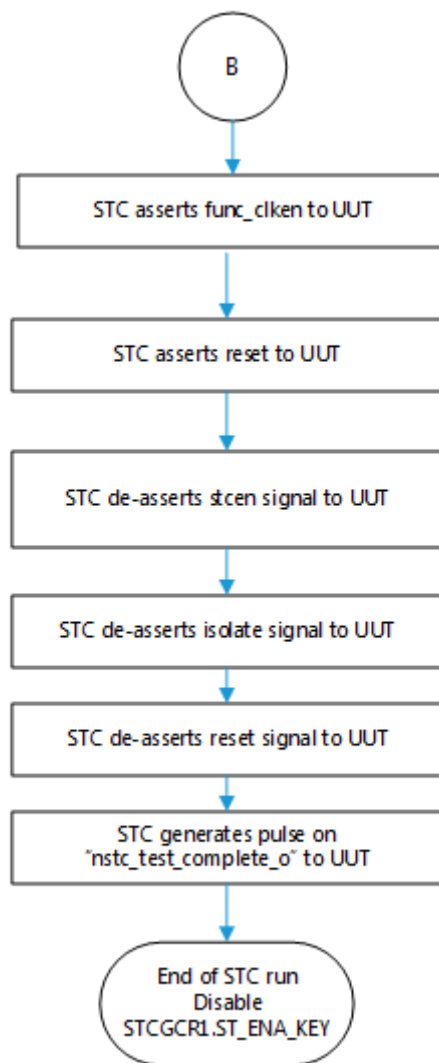 B
STC asserts func_clken to UUT
STC asserts reset to UUT
STC de-asserts stcen signal to UUT
STC de-asserts isolate signal to UUT
STC de-asserts reset signal to UUT
STC generates pulse on
"nstc_test_complete_o" to UUT
End of STC run
Disable
STCGCR1.ST_ENA_KEY